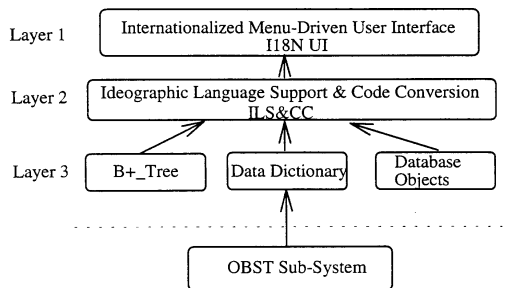 Layer 1
Internationalized Menu-Driven User Interface
I18N UI
Layer 2
Ideographic Language Support & Code Conversion
ILS&CC
Layer 3
B+_Tree
Data Dictionary
Database
Objects
OBST Sub-System